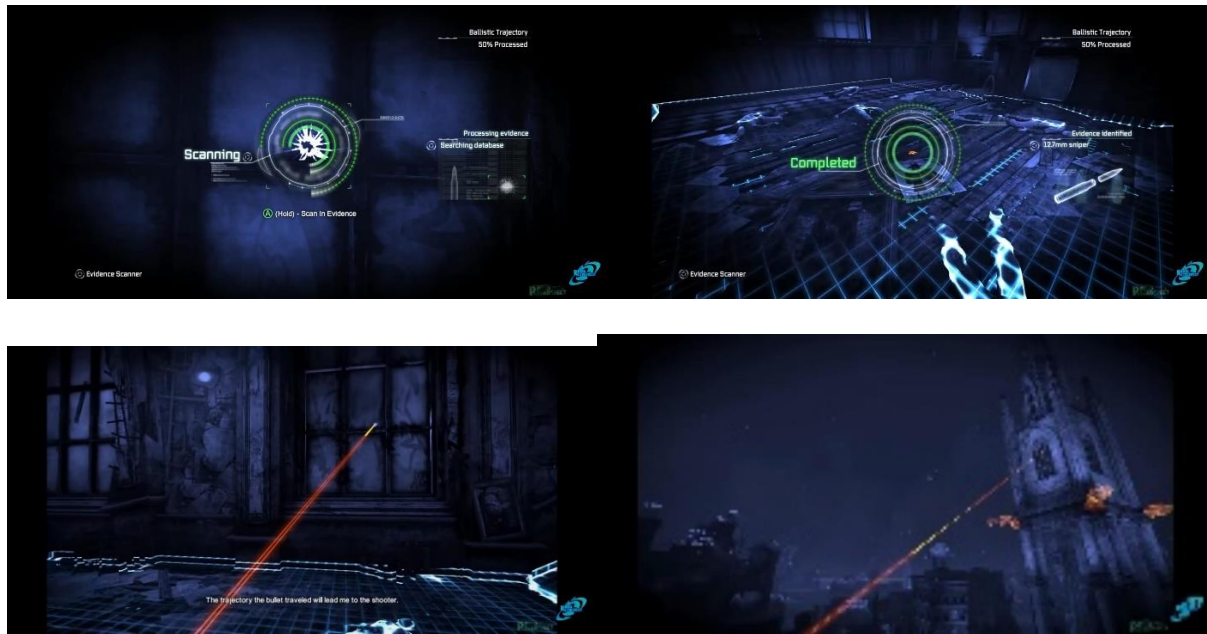 Ballistic Trajectory
50% Processed
Scanning
Processing evidence
Searching database
(A) (Hold) - Scan In Evidence
Evidence Scanner
Ballistic Trajectory
50% Processed
Evidence identified
12.7mm sniper
Completed
Evidence Scanner
The trajectory the bullet traveled will lead me to the shooter.